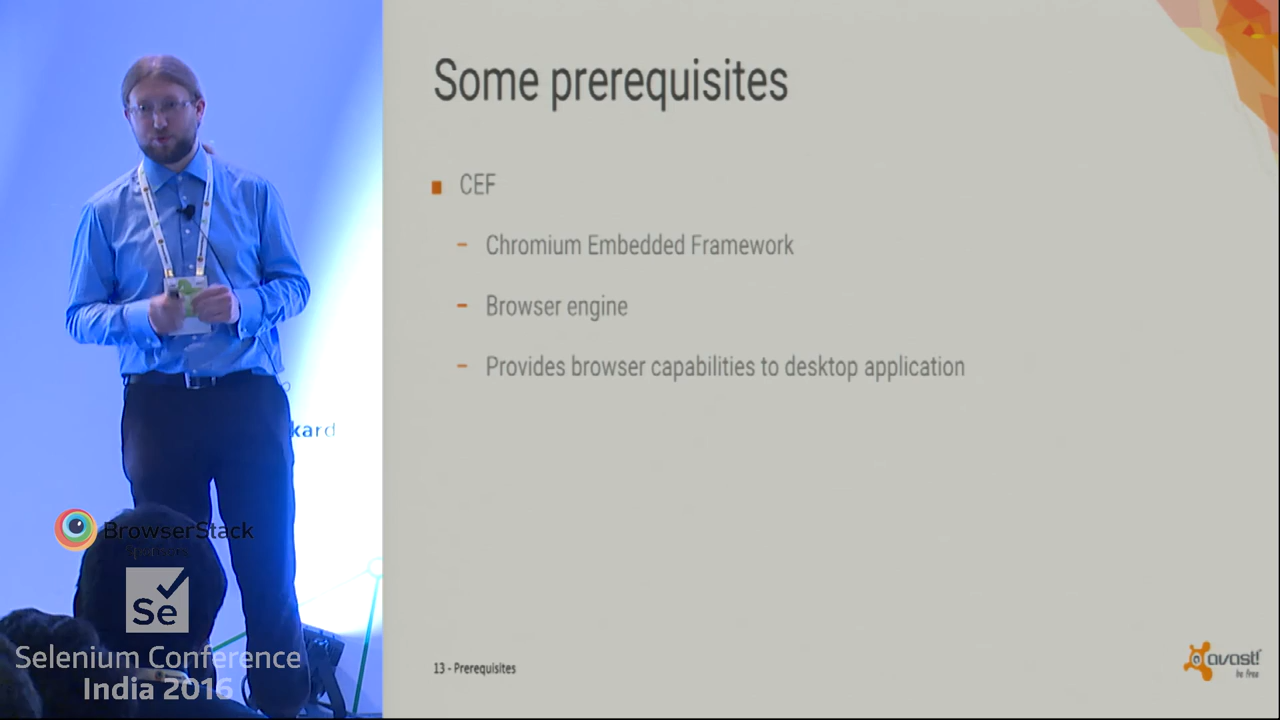 Some prerequisites
CEF
Chromium Embedded Framework
Browser engine
Provides browser capabilities to desktop application
13 - Prerequisites
avast!
be free
kard
BrowserStack
Se
Selenium Conference
India 2016